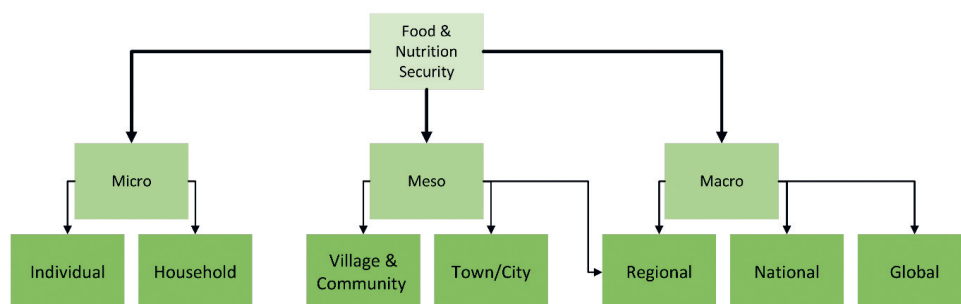 Food &
Nutrition
Security
Micro
Meso
Macro
Individual
Household
Village &
Community
Town/City
Regional
National
Global